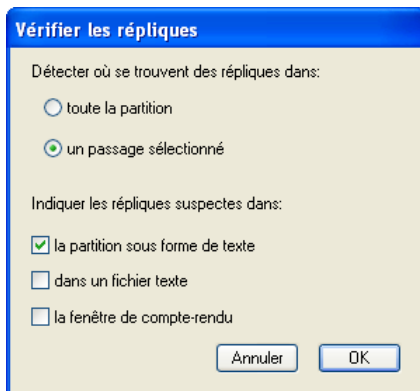 Vérifier les répliques
Détecter où se trouvent des répliques dans:
toute la partition
un passage sélectionné
Indiquer les répliques suspectes dans:
la partition sous forme de texte
dans un fichier texte
la fenêtre de compte-rendu
Annuler OK